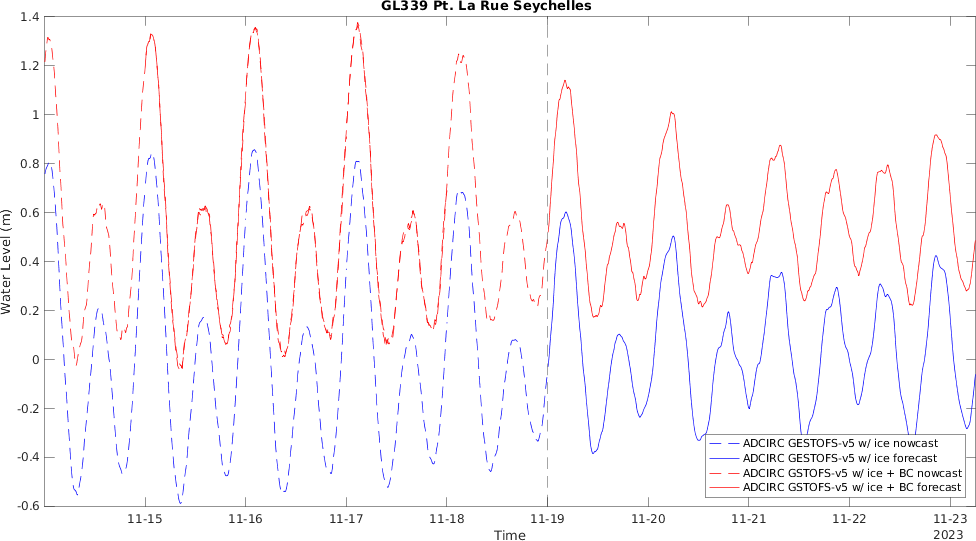 GL339 Pt. La Rue Seychelles
1.4
1.2
1
0.8
0.6
0.4
0.2
0
-0.2
-0.4
-0.6
Water Level (m)
ADCIRC GESTOFS-v5 w/ ice nowcast
ADCIRC GESTOFS-v5 w/ ice forecast
ADCIRC GSTOFS-v5 w/ ice + BC nowcast
ADCIRC GSTOFS-v5 w/ ice + BC forecast
11-15 11-16 11-17 11-18 11-19 11-20 11-21 11-22 11-23
2023
Time